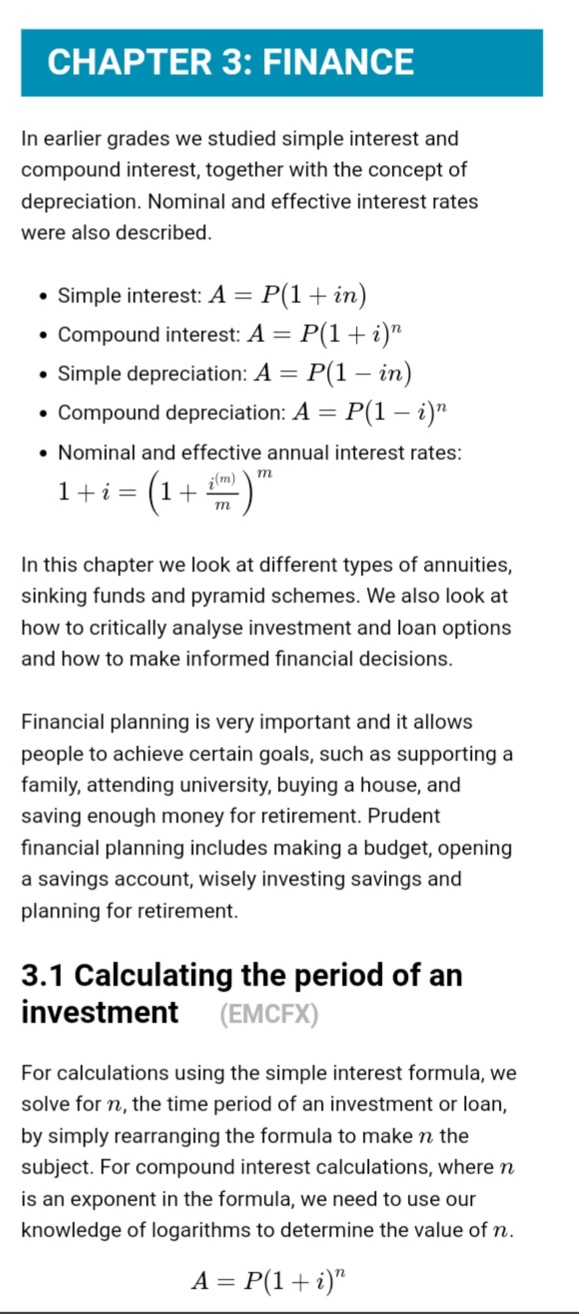 CHAPTER 3: FINANCE
In earlier grades we studied simple interest and
compound interest, together with the concept of
depreciation. Nominal and effective interest rates
were also described.
• Simple interest: A = P(1 + in)
• Compound interest: A = P(1 + i)^n
• Simple depreciation: A = P(1 − in)
• Compound depreciation: A = P(1 − i)^n
• Nominal and effective annual interest rates:
1 + i = (1 + i^(m)/m)^m
In this chapter we look at different types of annuities,
sinking funds and pyramid schemes. We also look at
how to critically analyse investment and loan options
and how to make informed financial decisions.
Financial planning is very important and it allows
people to achieve certain goals, such as supporting a
family, attending university, buying a house, and
saving enough money for retirement. Prudent
financial planning includes making a budget, opening
a savings account, wisely investing savings and
planning for retirement.
3.1 Calculating the period of an
investment (EMCFX)
For calculations using the simple interest formula, we
solve for n, the time period of an investment or loan,
by simply rearranging the formula to make n the
subject. For compound interest calculations, where n
is an exponent in the formula, we need to use our
knowledge of logarithms to determine the value of n.
A = P(1 + i)^n